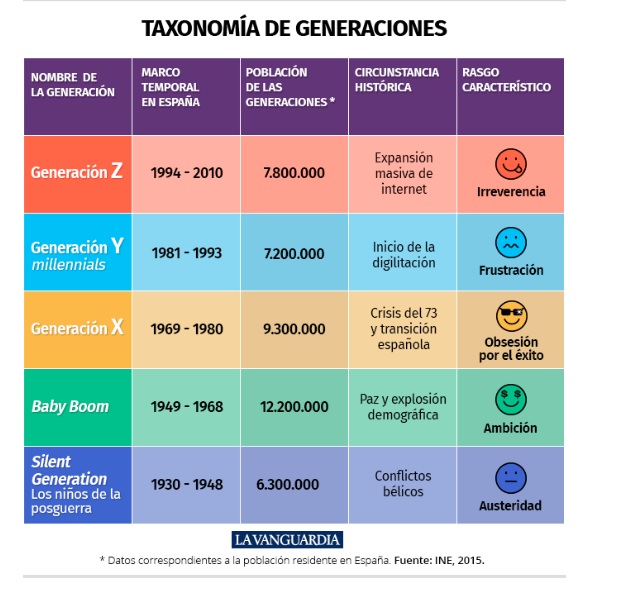 TAXONOMÍA DE GENERACIONES
NOMBRE DE
LA GENERACIÓN
MARCO
TEMPORAL
EN ESPAÑA
POBLACIÓN
DE LAS
GENERACIONES *
CIRCUNSTANCIA
HISTÓRICA
RASGO
CARACTERÍSTICO
Generación Z
1994 - 2010
7.800.000
Expansión
masiva de
internet
Irreverencia
Generación Y
millennials
1981 - 1993
7.200.000
Inicio de la
digilitación
Frustración
Generación X
1969 - 1980
9.300.000
Crisis del 73
y transición
española
Obsesión
por el éxito
Baby Boom
1949 - 1968
12.200.000
Paz y explosión
demográfica
$ $
Ambición
Silent
Generation
Los niños de la
posguerra
1930 - 1948
6.300.000
Conflictos
bélicos
Austeridad
LA VANGUARDIA
* Datos correspondientes a la población residente en España. Fuente: INE, 2015.